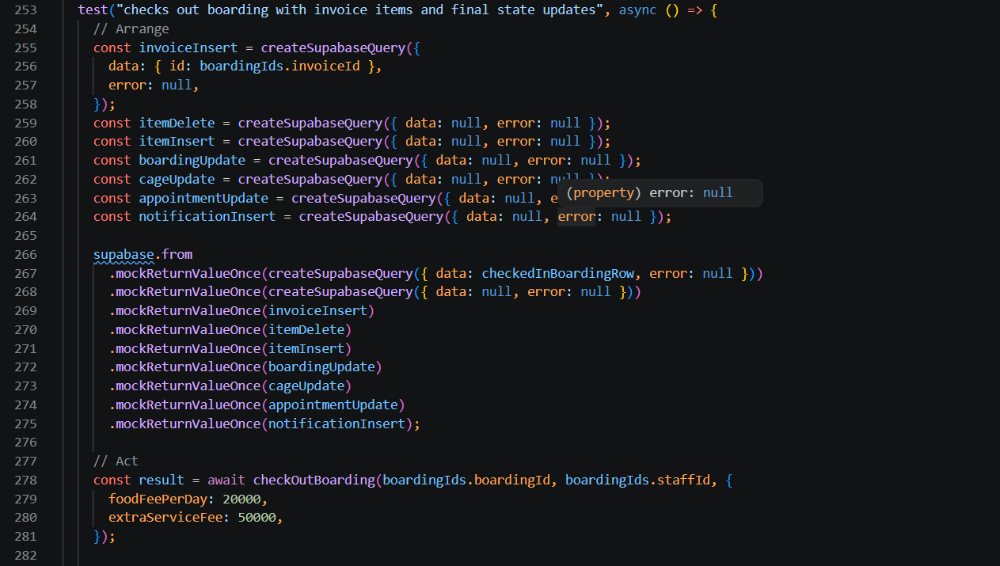 253 test("checks out boarding with invoice items and final state updates", async () => {
254 // Arrange
255 const invoiceInsert = createSupabaseQuery({
256 data: { id: boardingIds.invoiceId },
257 error: null,
258 });
259 const itemDelete = createSupabaseQuery({ data: null, error: null });
260 const itemInsert = createSupabaseQuery({ data: null, error: null });
261 const boardingUpdate = createSupabaseQuery({ data: null, error: null });
262 const cageUpdate = createSupabaseQuery({ data: null, error: null });
(property) error: null
263 const appointmentUpdate = createSupabaseQuery({ data: null, e
264 const notificationInsert = createSupabaseQuery({ data: null, error: null });
265
266 supabase.from
267 .mockReturnValueOnce(createSupabaseQuery({ data: checkedInBoardingRow, error: null }))
268 .mockReturnValueOnce(createSupabaseQuery({ data: null, error: null }))
269 .mockReturnValueOnce(invoiceInsert)
270 .mockReturnValueOnce(itemDelete)
271 .mockReturnValueOnce(itemInsert)
272 .mockReturnValueOnce(boardingUpdate)
273 .mockReturnValueOnce(cageUpdate)
274 .mockReturnValueOnce(appointmentUpdate)
275 .mockReturnValueOnce(notificationInsert);
276
277 // Act
278 const result = await checkOutBoarding(boardingIds.boardingId, boardingIds.staffId, {
279 foodFeePerDay: 20000,
280 extraServiceFee: 50000,
281 });
282